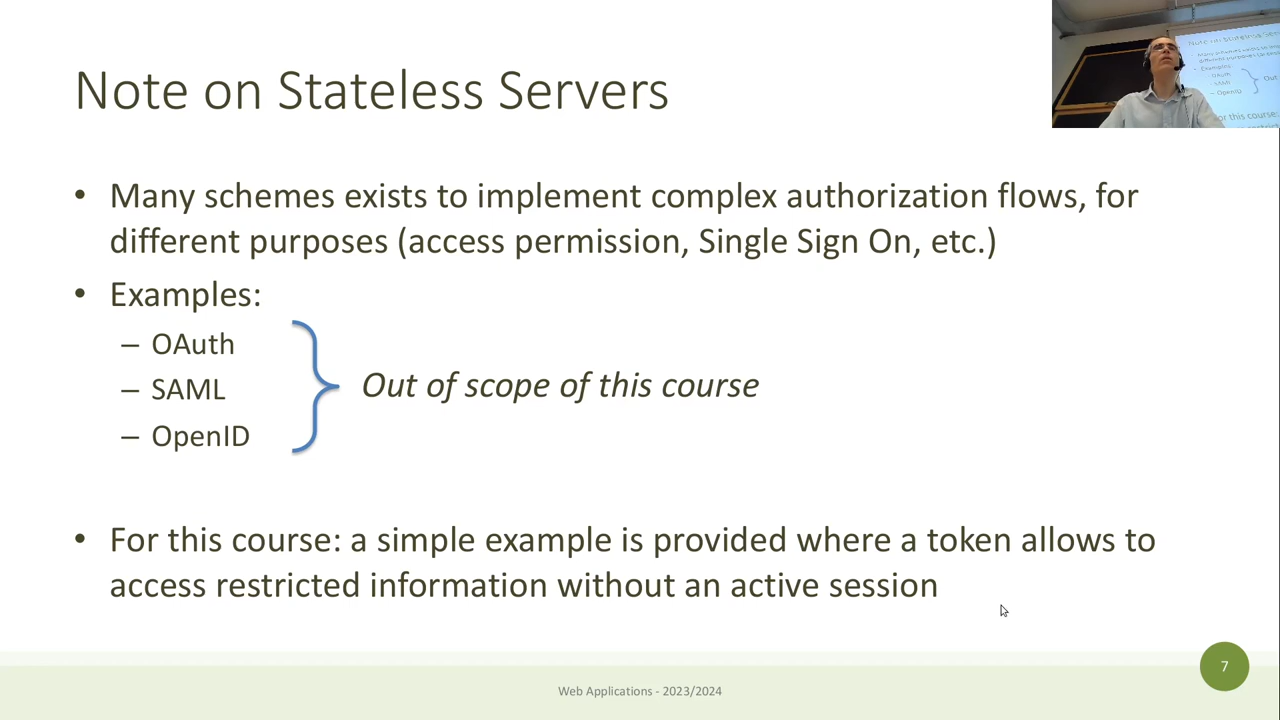 Note on Stateless Servers
• Many schemes exists to implement complex authorization flows, for
different purposes (access permission, Single Sign On, etc.)
• Examples:
– OAuth
– SAML
– OpenID
Out of scope of this course
• For this course: a simple example is provided where a token allows to
access restricted information without an active session
Web Applications - 2023/2024
7